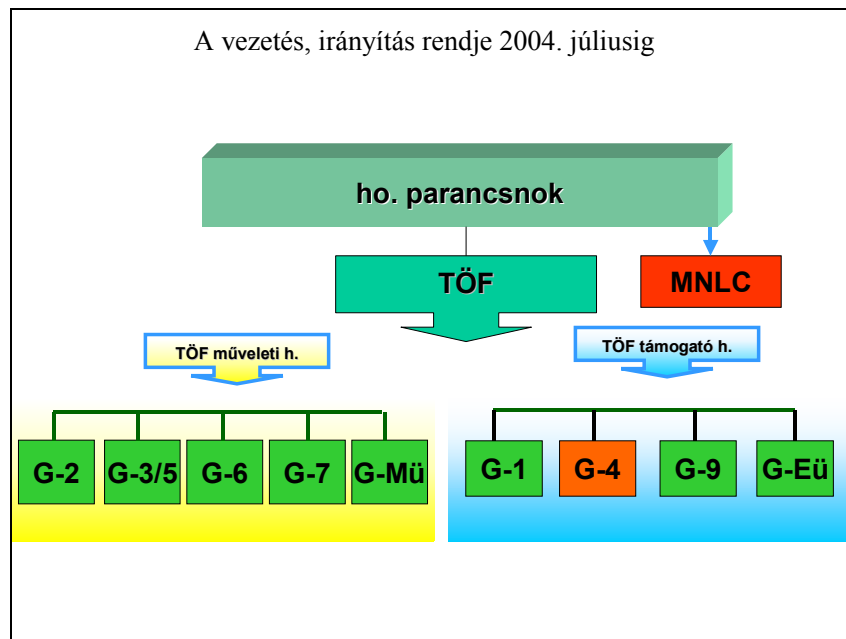 A vezetés, irányítás rendje 2004. júliusig
ho. parancsnok
TÖF
MNLC
TÖF műveleti h.
TÖF támogató h.
G-2
G-3/5
G-6
G-7
G-Mü
G-1
G-4
G-9
G-Eü